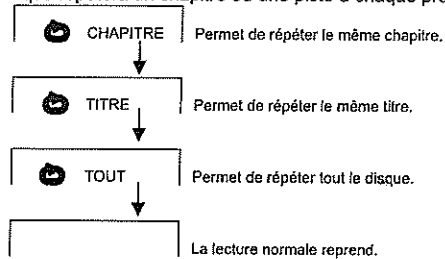 CHAPITRE Permet de répéter le même chapitre.
TITRE Permet de répéter le même titre.
TOUT Permet de répéter tout le disque.
La lecture normale reprend.